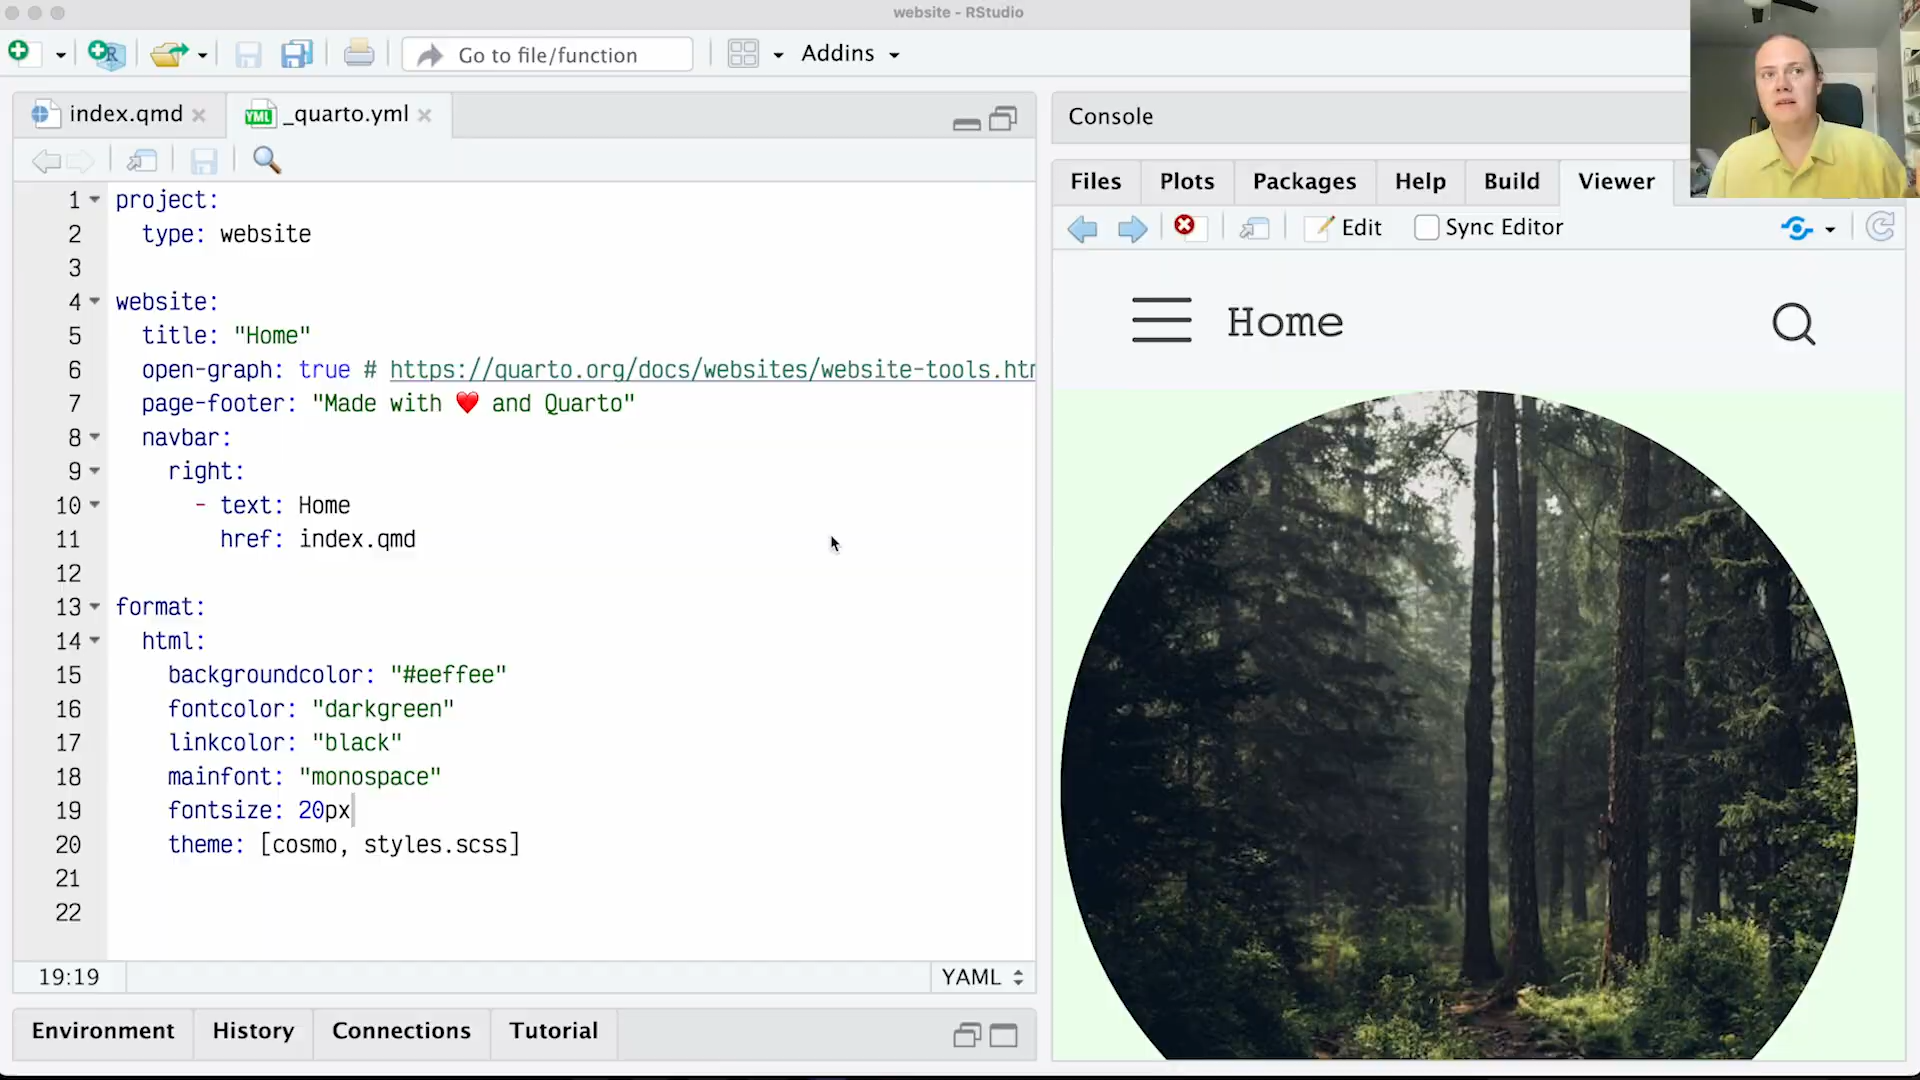 website - RStudio
Go to file/function
Addins
index.qmd
_quarto.yml
1 project:
2 type: website
3
4 website:
5 title: "Home"
6 open-graph: true # https://quarto.org/docs/websites/website-tools.htm
7 page-footer: "Made with ❤️ and Quarto"
8 navbar:
9 right:
10 - text: Home
11 href: index.qmd
12
13 format:
14 html:
15 backgroundcolor: "#eeffee"
16 fontcolor: "darkgreen"
17 linkcolor: "black"
18 mainfont: "monospace"
19 fontsize: 20px
20 theme: [cosmo, styles.scss]
21
22
19:19
YAML
Environment History Connections Tutorial
Console
Files Plots Packages Help Build Viewer
Edit Sync Editor
Home